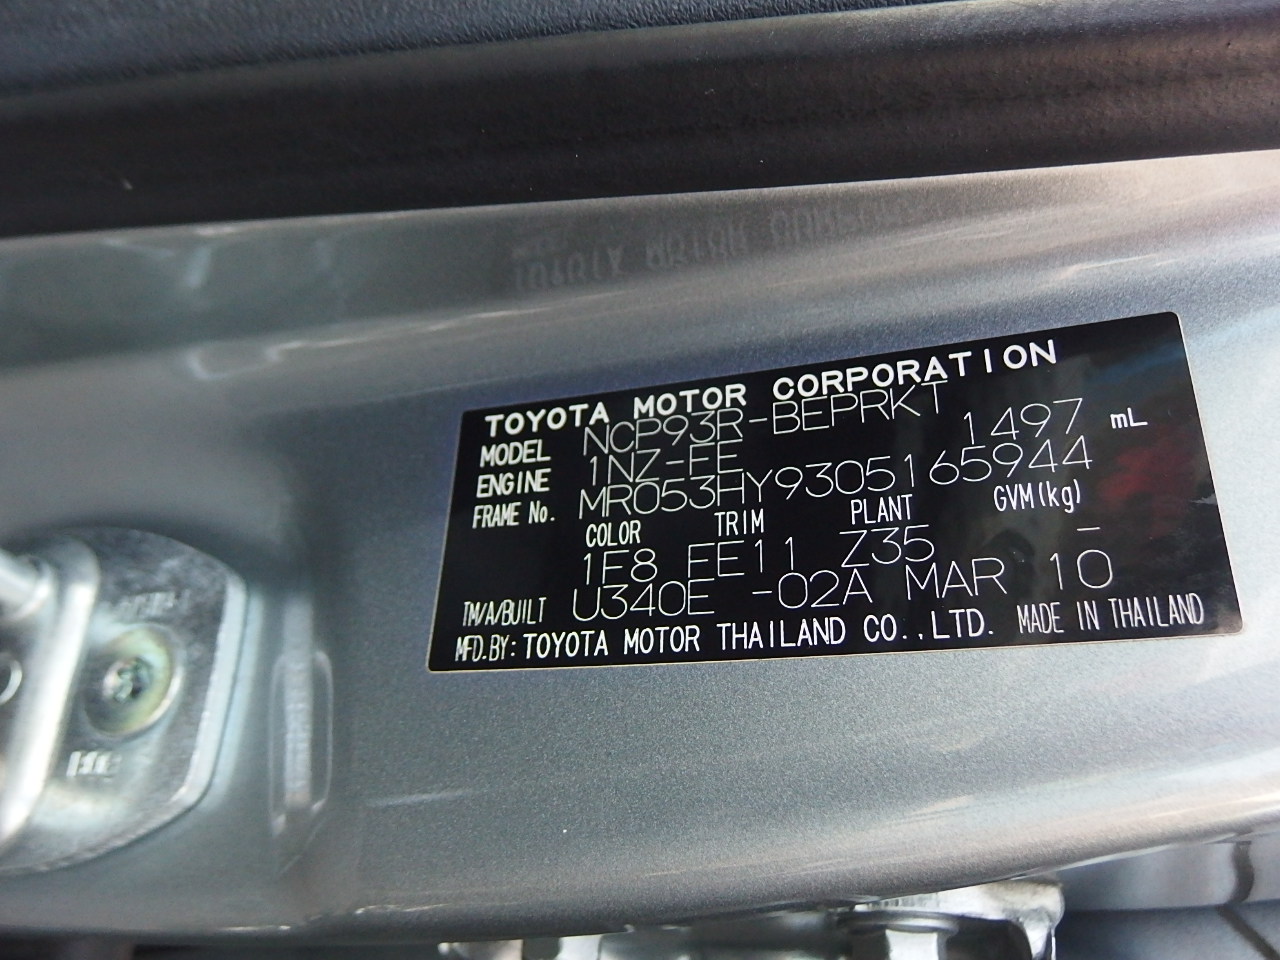 TOYOTA MOTOR CORPORATION
MODEL NCP93R-BEPRKT
ENGINE 1NZ-FE 1497 mL
FRAME No. MR053HY9305165944
COLOR TRIM PLANT GVM(kg)
1E8 EE11 Z35 -
TM/A/BUILT U340E -02A MAR 10
MFD.BY: TOYOTA MOTOR THAILAND CO.,LTD. MADE IN THAILAND